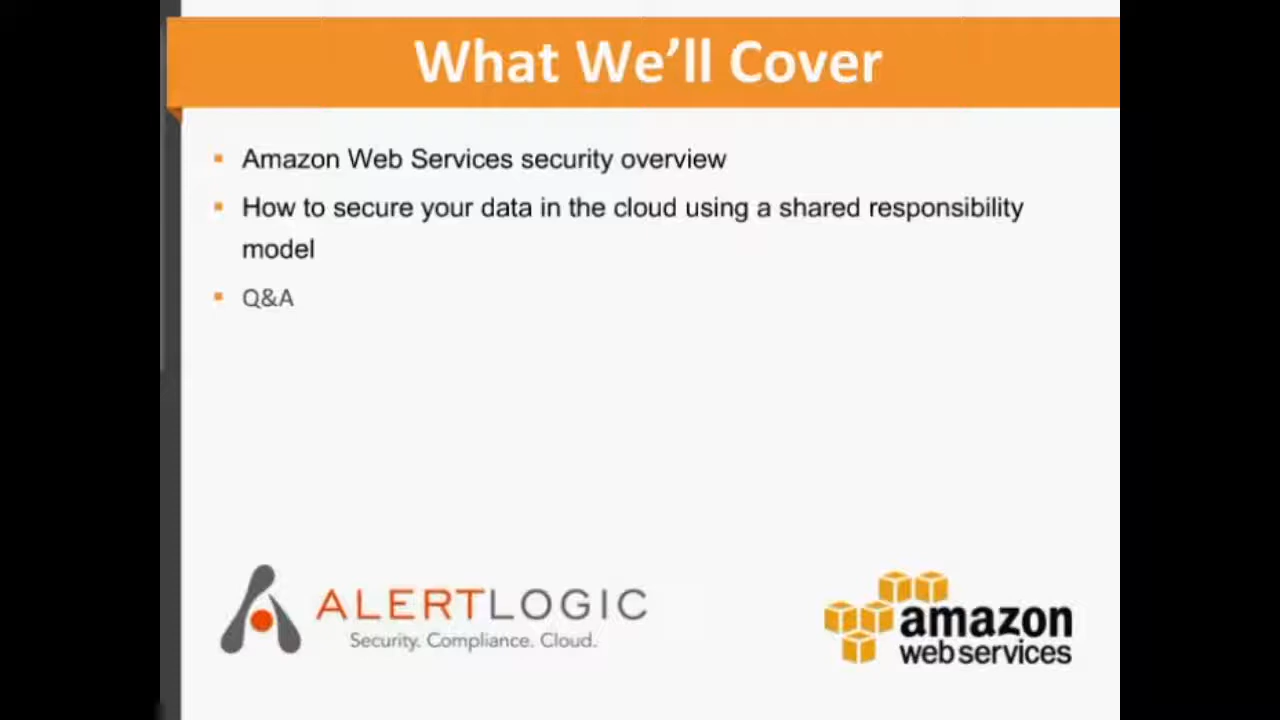 What We’ll Cover
Amazon Web Services security overview
How to secure your data in the cloud using a shared responsibility
model
Q&A
ALERTLOGIC
Security. Compliance. Cloud.
amazon
webservices